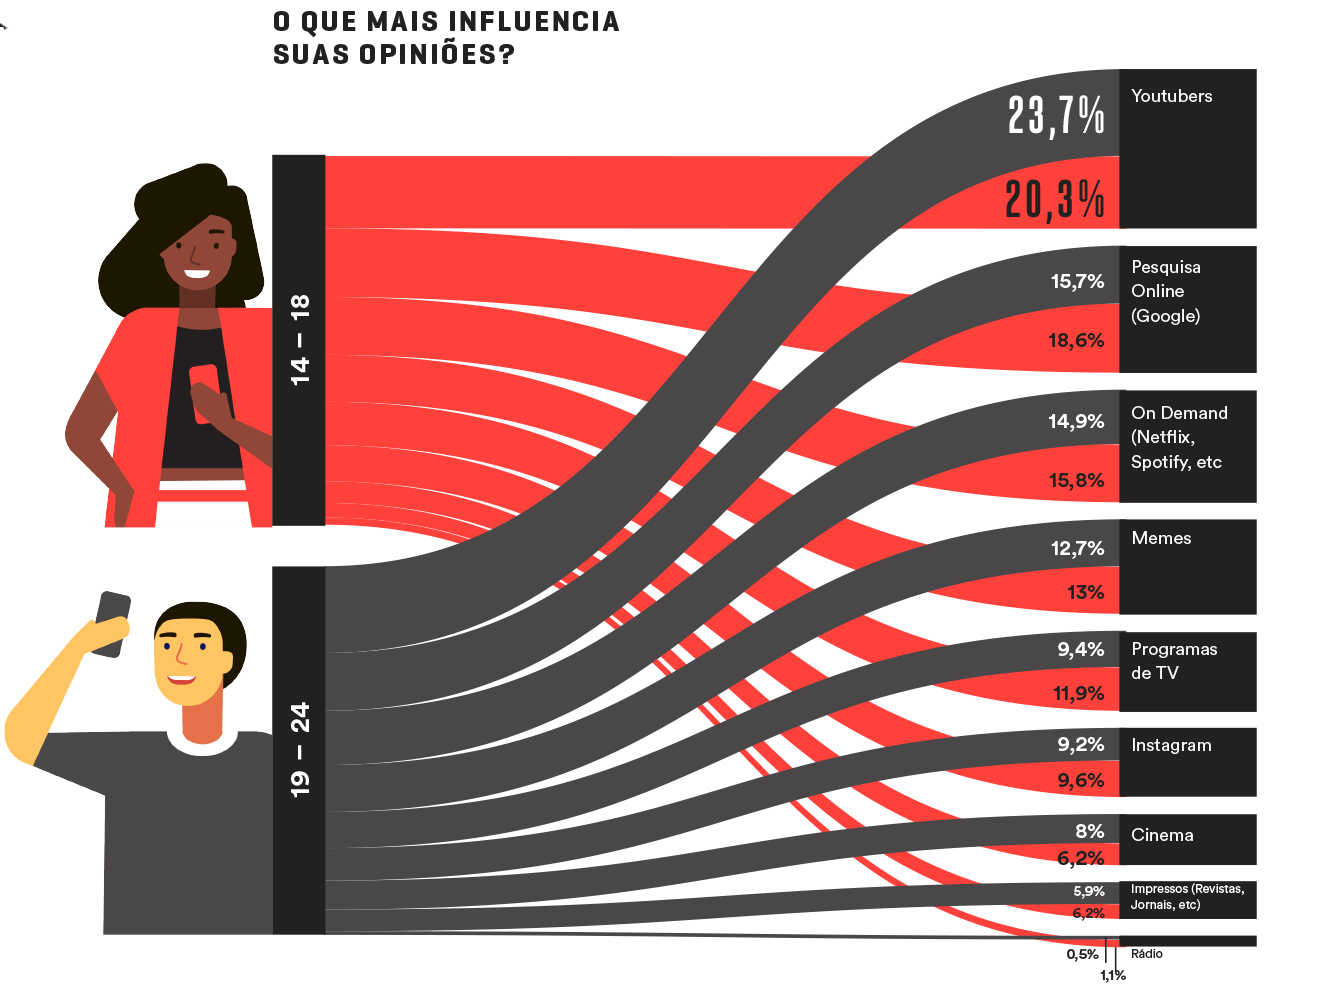 O QUE MAIS INFLUENCIA
SUAS OPINIÕES?
14 – 18
19 – 24
23,7%
20,3%
Youtubers
15,7%
18,6%
Pesquisa
Online
(Google)
14,9%
15,8%
On Demand
(Netflix,
Spotify, etc
12,7%
13%
Memes
9,4%
11,9%
Programas
de TV
9,2%
9,6%
Instagram
8%
6,2%
Cinema
5,9%
6,2%
Impressos (Revistas,
Jornais, etc)
0,5%
1,1%
Rádio